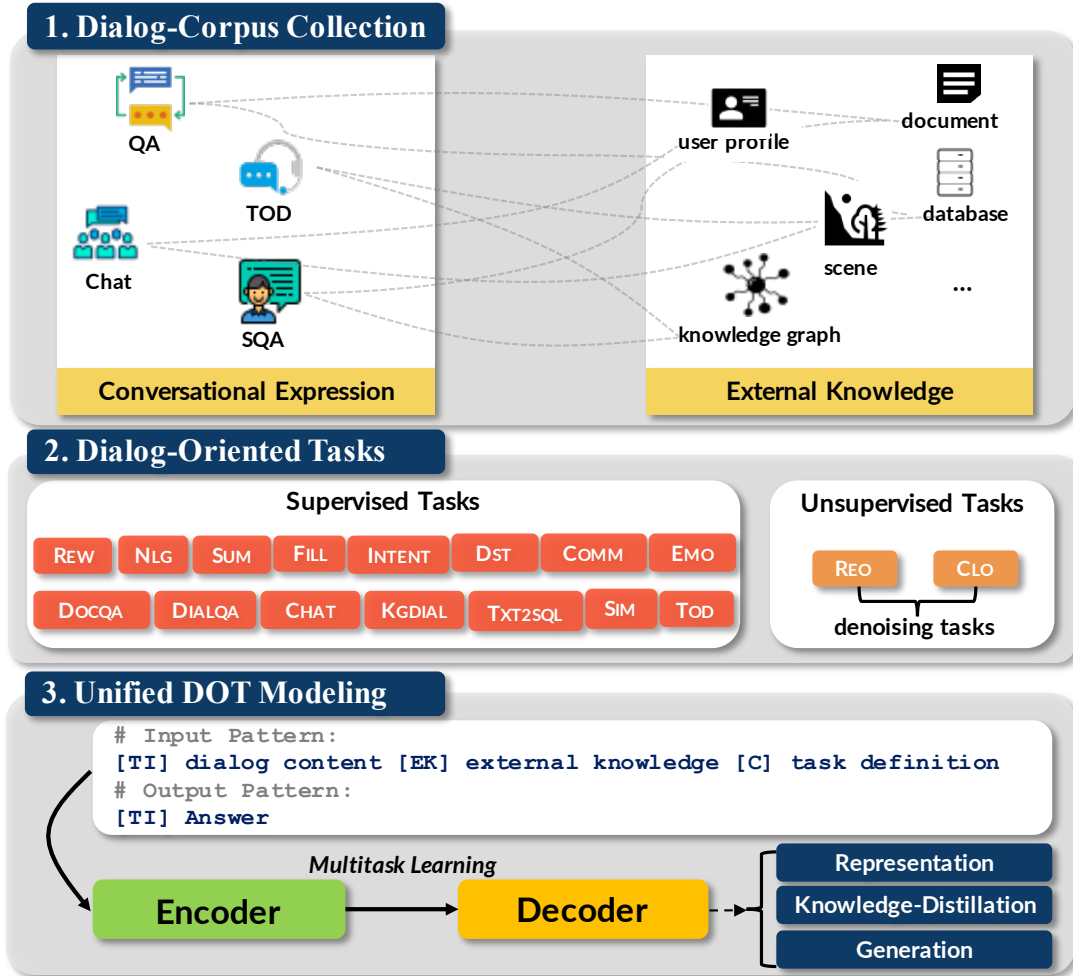 1. Dialog-Corpus Collection
QA
TOD
Chat
SQA
Conversational Expression
user profile
document
database
scene
...
knowledge graph
External Knowledge
2. Dialog-Oriented Tasks
Supervised Tasks
REW NLG SUM FILL INTENT DST COMM EMO
DOCQA DIALQA CHAT KGDIAL TXT2SQL SIM TOD
Unsupervised Tasks
REO CLO
denoising tasks
3. Unified DOT Modeling
# Input Pattern:
[TI] dialog content [EK] external knowledge [C] task definition
# Output Pattern:
[TI] Answer
Multitask Learning
Encoder
Decoder
Representation
Knowledge-Distillation
Generation